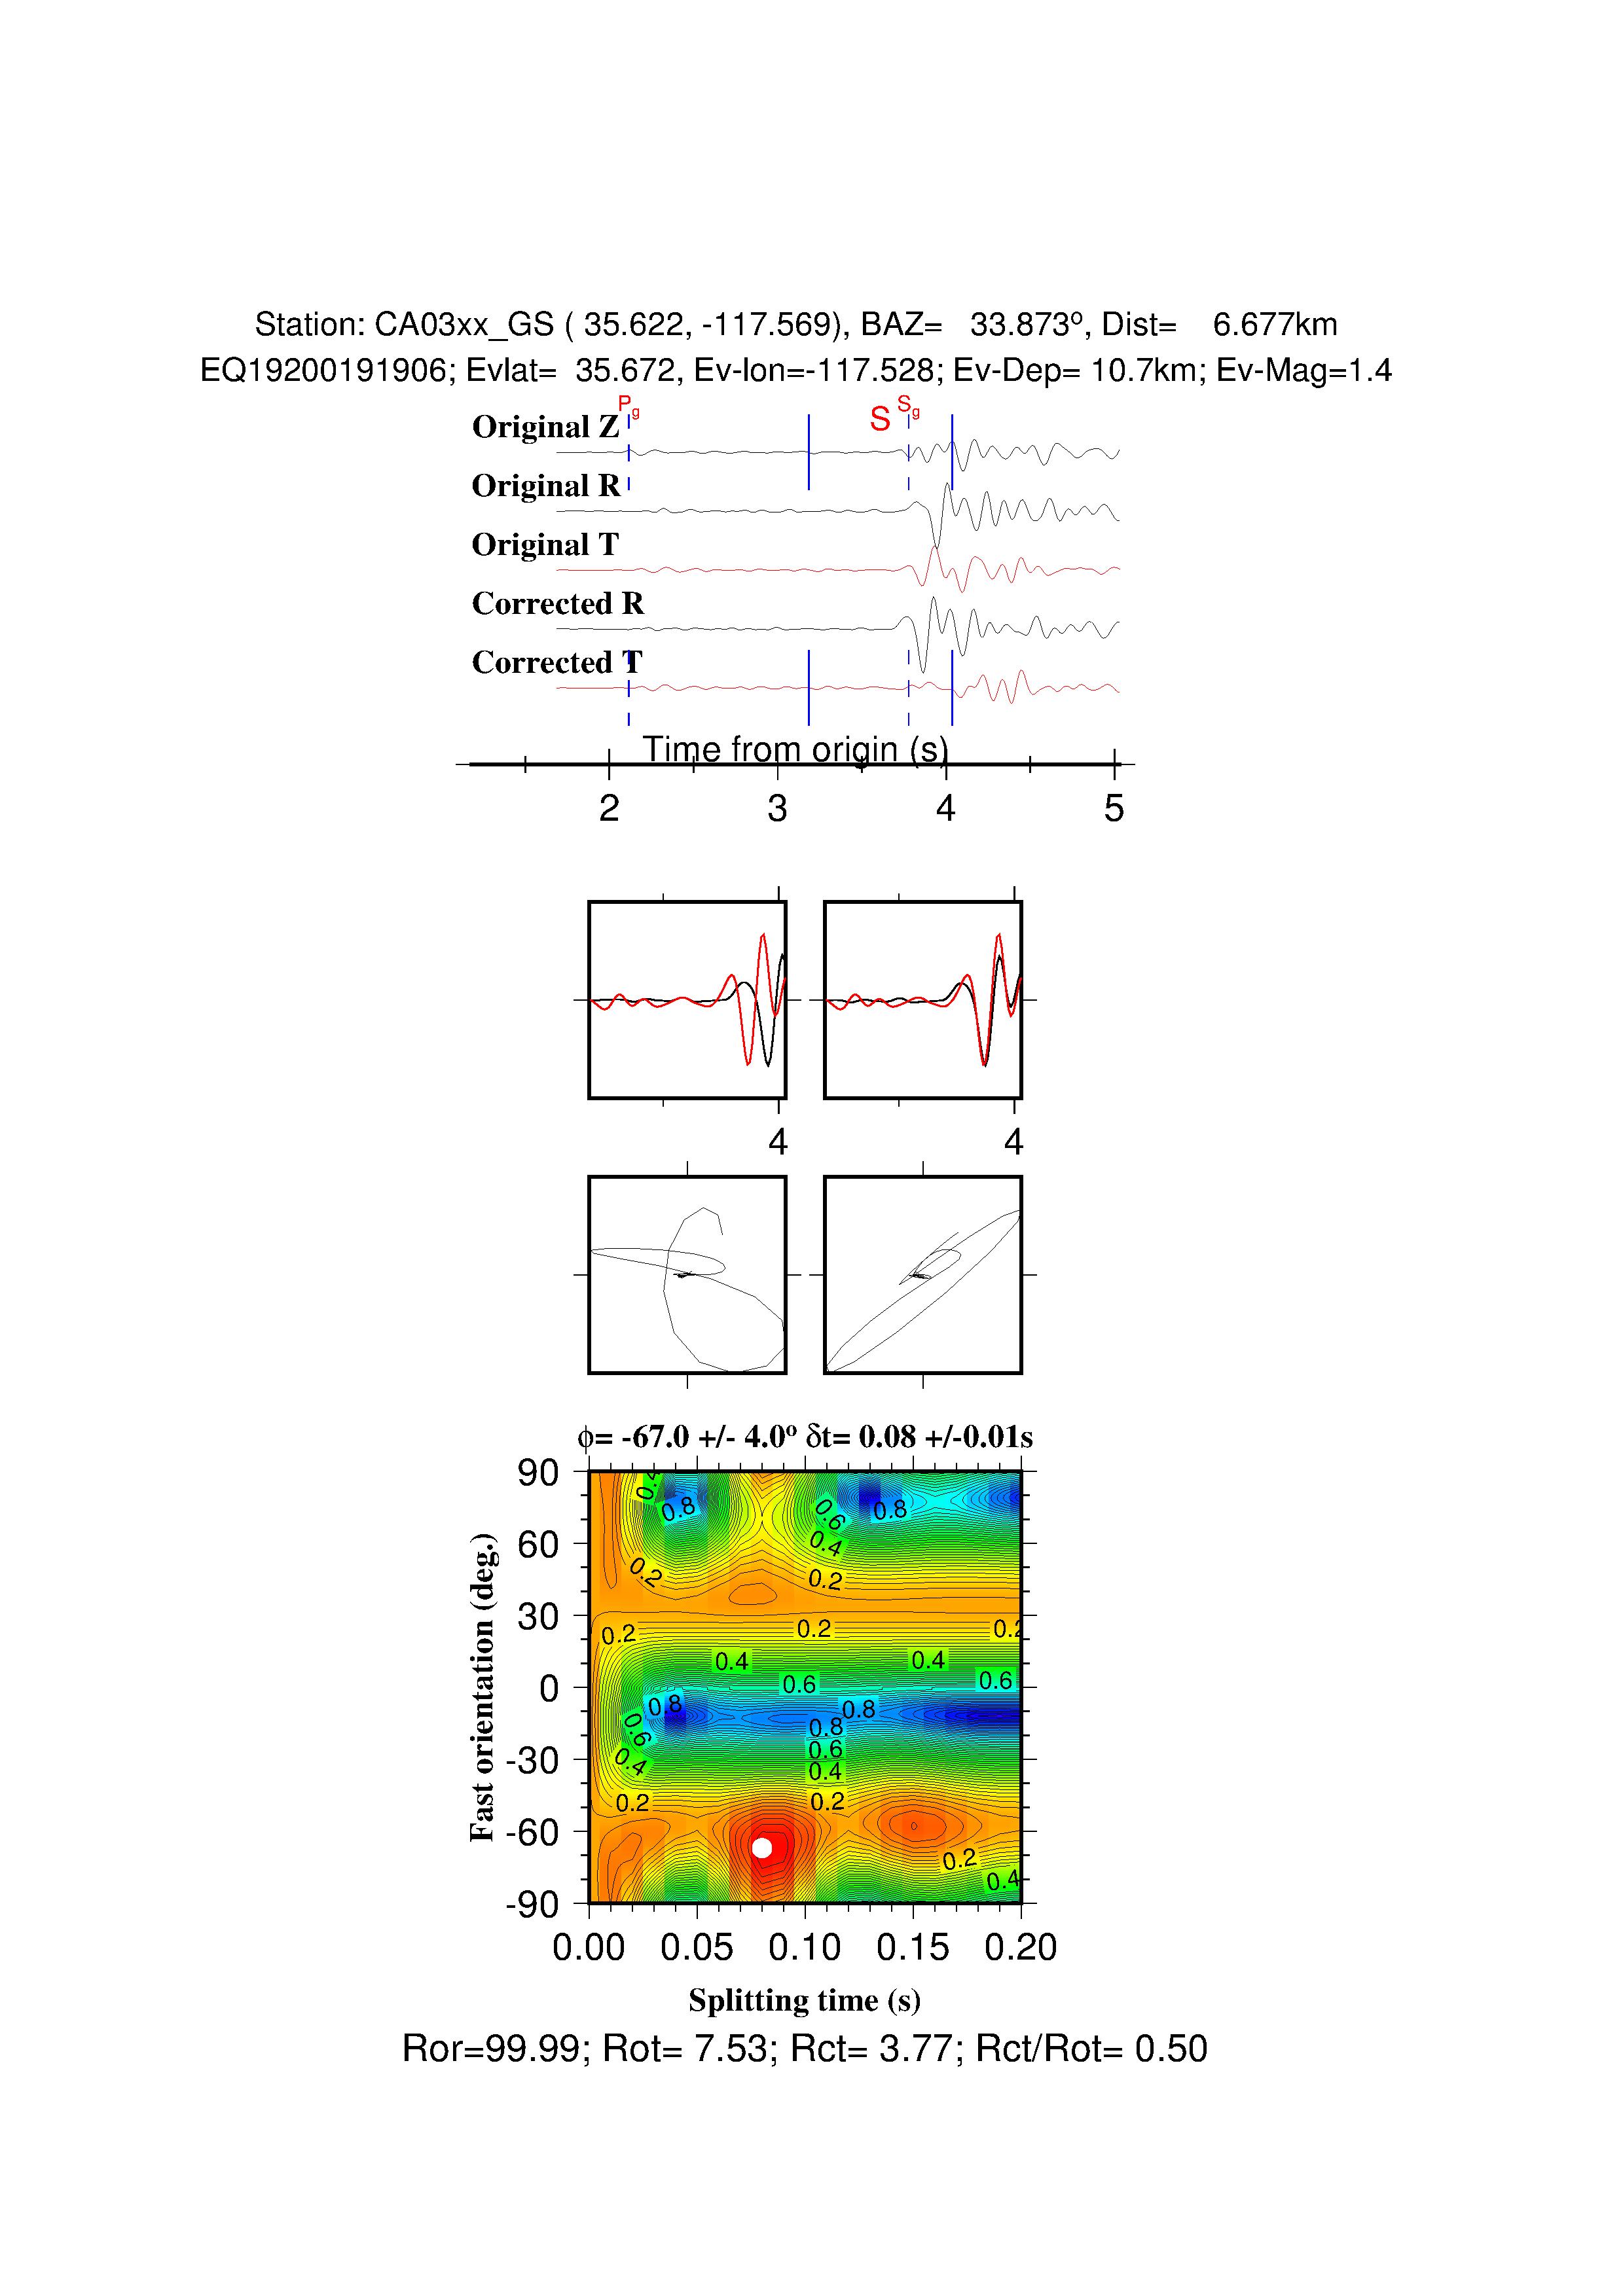 Station: CA03xx_GS ( 35.622, -117.569), BAZ= 33.873º, Dist= 6.677km
EQ19200191906; Evlat= 35.672, Ev-lon=-117.528; Ev-Dep= 10.7km; Ev-Mag=1.4
Pg
S Sg
Original Z
Original R
Original T
Corrected R
Corrected T
Time from origin (s)
2 3 4 5
4 4
ϕ= -67.0 +/- 4.0º δt= 0.08 +/-0.01s
90
60
30
0
-30
-60
-90
Fast orientation (deg.)
0.4 0.8 0.6 0.8
0.4
0.2 0.2
0.2 0.2 0.2
0.4 0.4
0.6 0.6
0.8 0.8
0.6 0.8
0.6
0.4 0.4
0.2 0.2
0.2
0.4
0.00 0.05 0.10 0.15 0.20
Splitting time (s)
Ror=99.99; Rot= 7.53; Rct= 3.77; Rct/Rot= 0.50